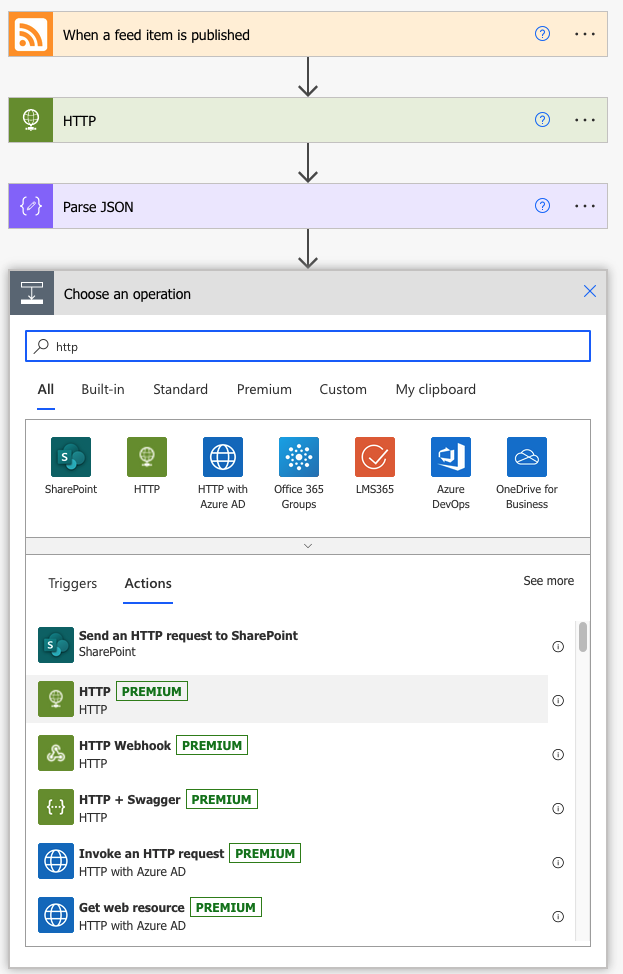 When a feed item is published
HTTP
Parse JSON
Choose an operation
http
All Built-in Standard Premium Custom My clipboard
SharePoint HTTP HTTP with Azure AD Office 365 Groups LMS365 Azure DevOps OneDrive for Business
Triggers Actions See more
Send an HTTP request to SharePoint
SharePoint
HTTP PREMIUM
HTTP
HTTP Webhook PREMIUM
HTTP
HTTP + Swagger PREMIUM
HTTP
Invoke an HTTP request PREMIUM
HTTP with Azure AD
Get web resource PREMIUM
HTTP with Azure AD